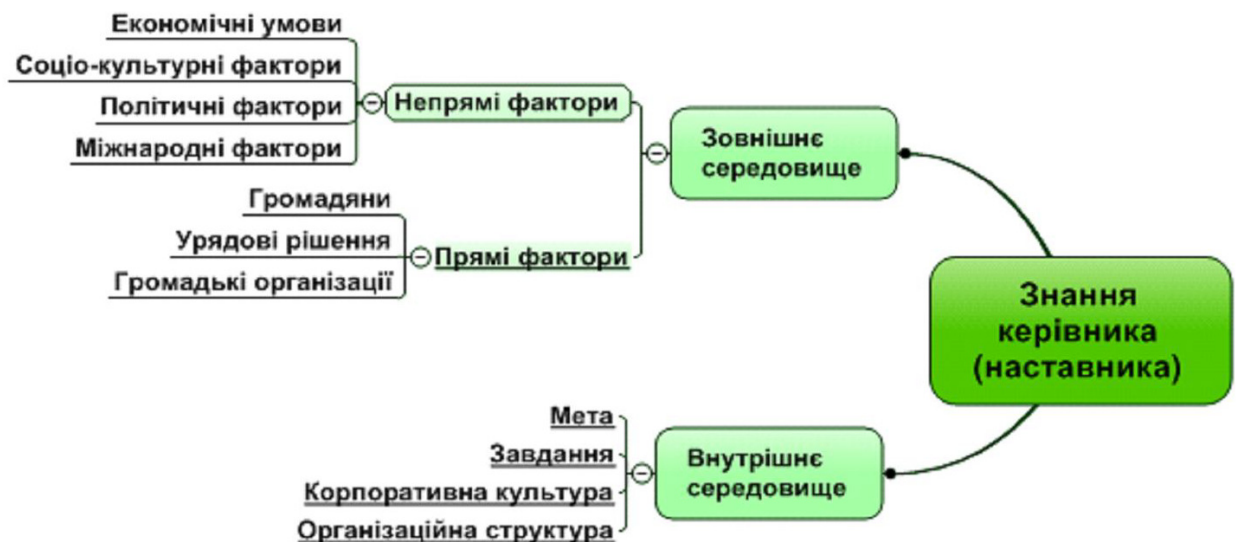 Економічні умови
Соціо-культурні фактори
Політичні фактори
Міжнародні фактори
Непрямі фактори
Громадяни
Урядові рішення
Громадькі організації
Прямі фактори
Зовнішнє
середовище
Знання
керівника
(наставника)
Мета
Завдання
Корпоративна культура
Організаційна структура
Внутрішнє
середовище